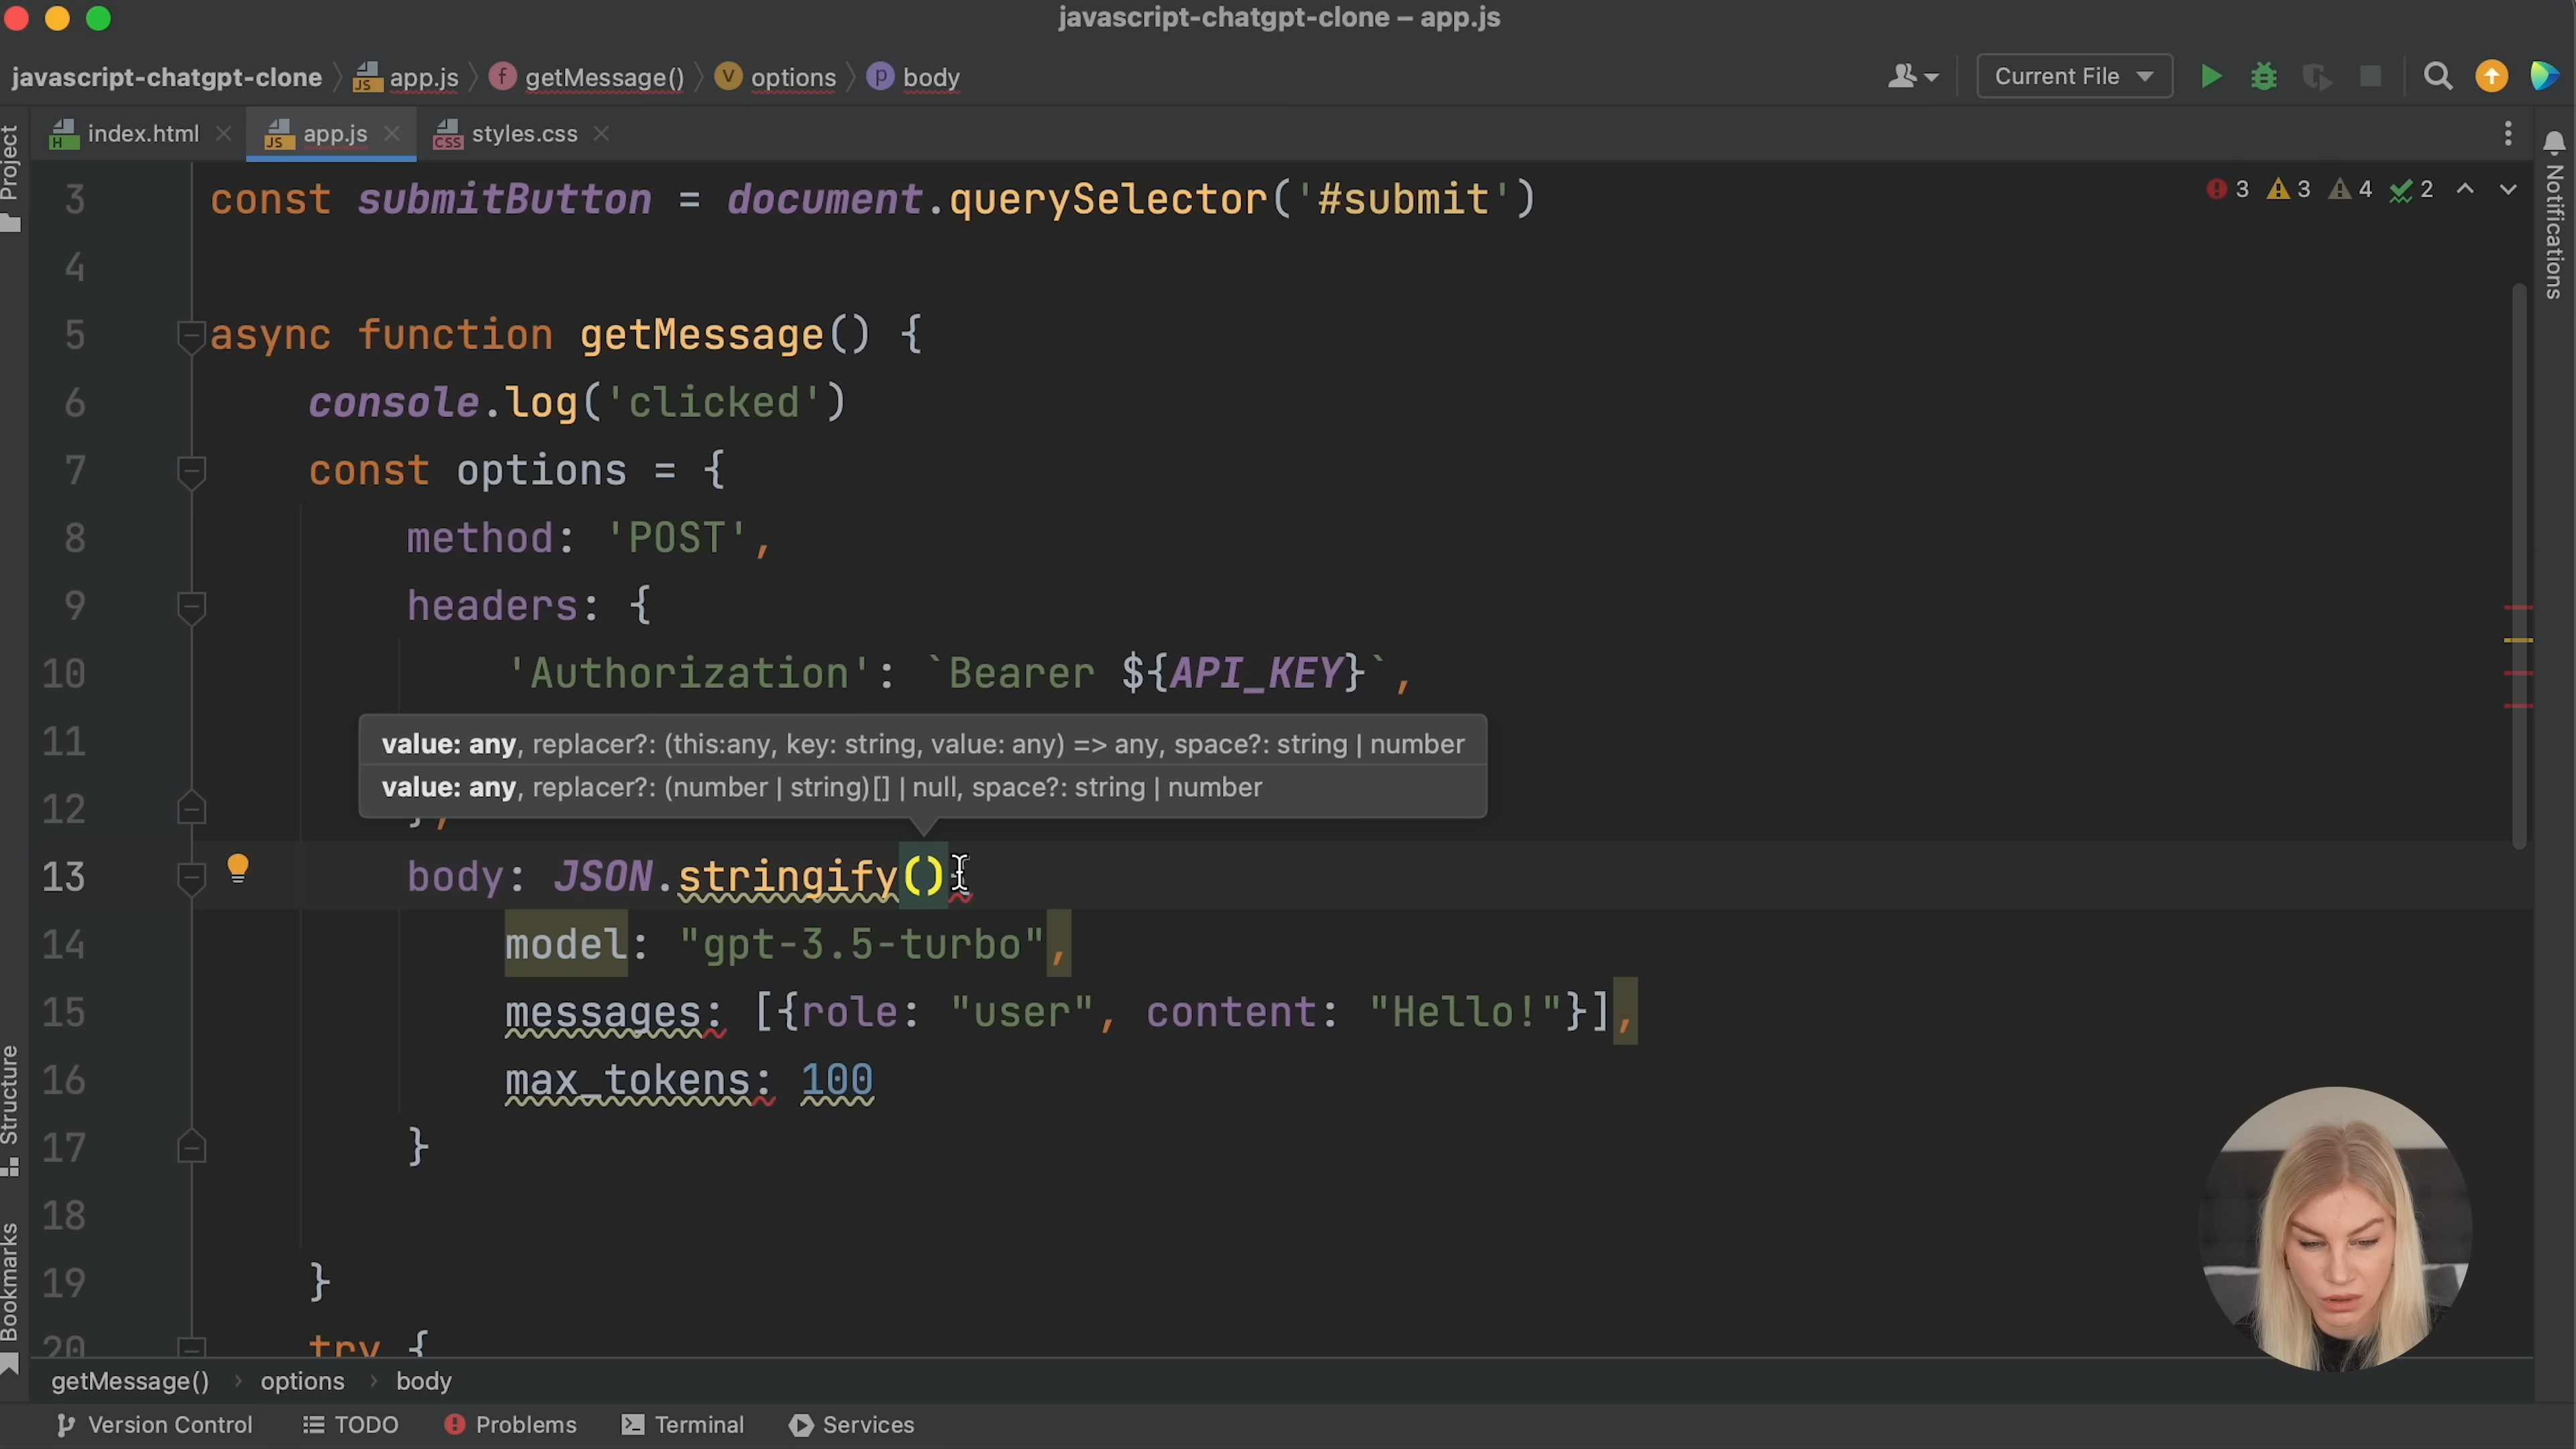 javascript-chatgpt-clone – app.js
javascript-chatgpt-clone app.js getMessage() options body Current File
index.html app.js styles.css
Project
Notifications
3 3 4 2
3 const submitButton = document.querySelector('#submit')
4
5 async function getMessage() {
6 console.log('clicked')
7 const options = {
8 method: 'POST',
9 headers: {
10 'Authorization': `Bearer ${API_KEY}`,
11
value: any, replacer?: (this:any, key: string, value: any) => any, space?: string | number
value: any, replacer?: (number | string)[] | null, space?: string | number
12 },
13 body: JSON.stringify(){
14 model: "gpt-3.5-turbo",
15 messages: [{role: "user", content: "Hello!"}],
16 max_tokens: 100
17 }
18
19 }
20 try {
Structure
Bookmarks
getMessage() options body
Version Control TODO Problems Terminal Services